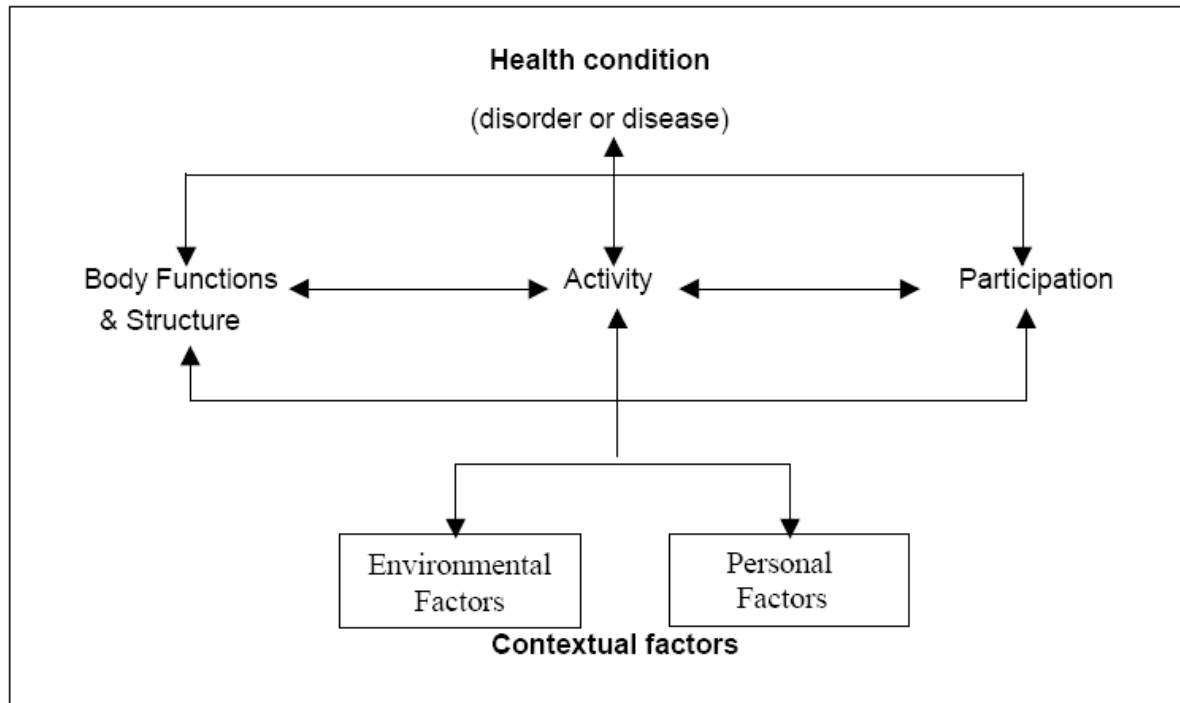 Health condition
(disorder or disease)
Body Functions
& Structure
Activity
Participation
Environmental
Factors
Personal
Factors
Contextual factors